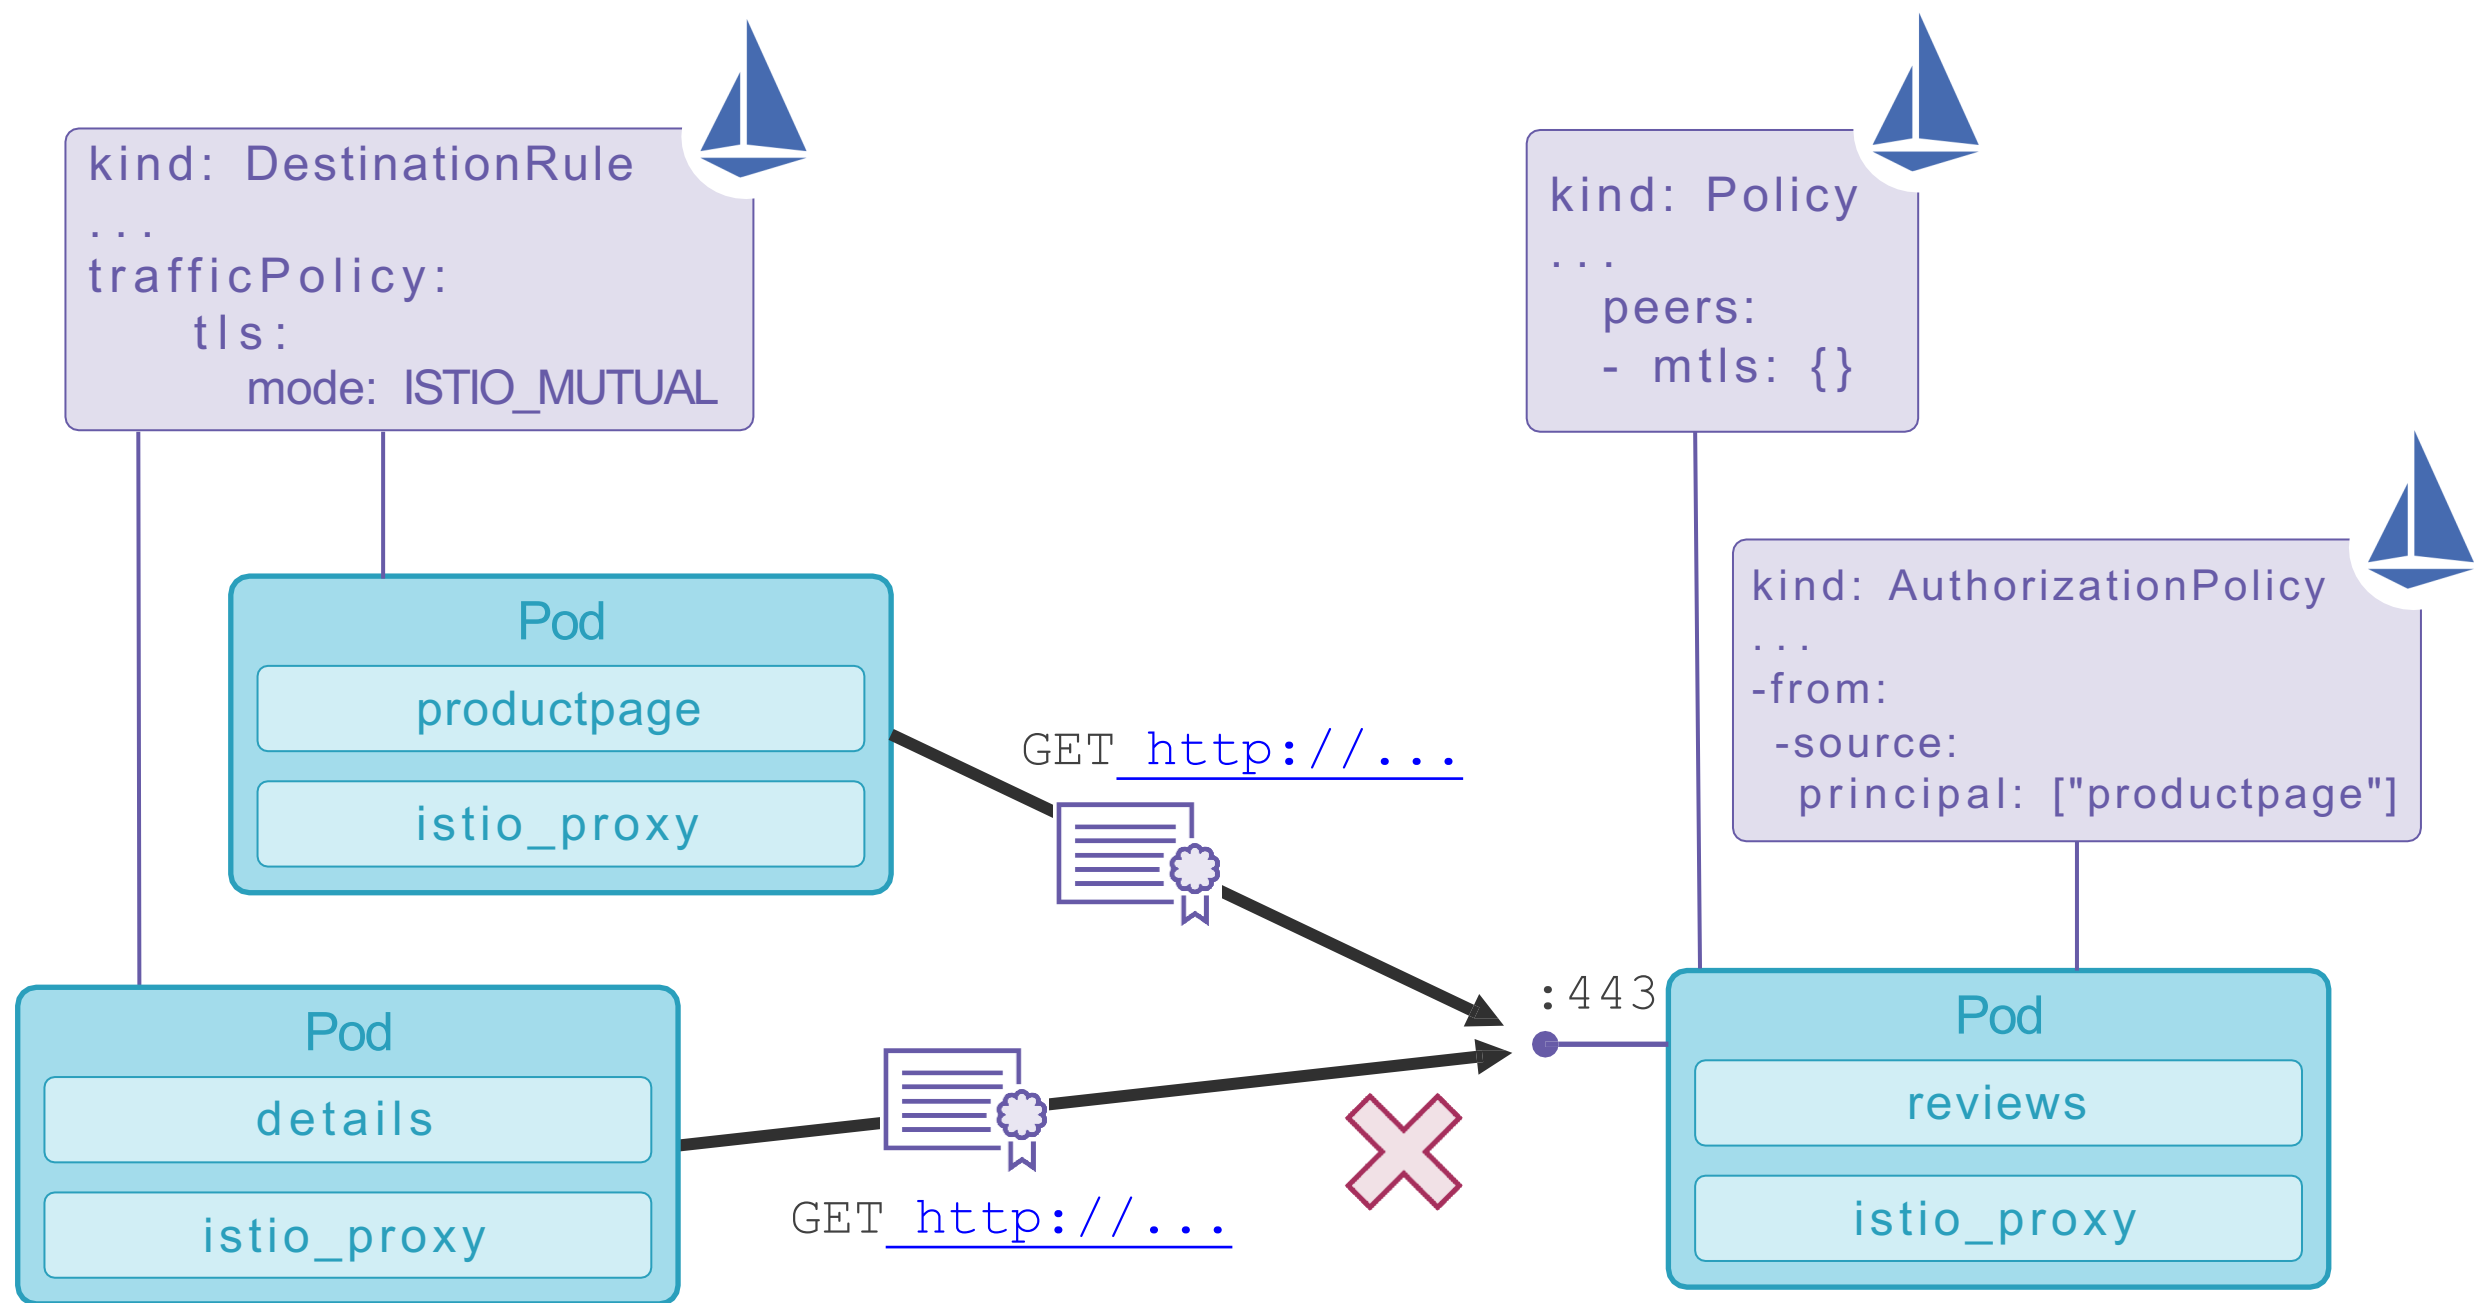 kind: DestinationRule
...
trafficPolicy:
tls:
mode: ISTIO_MUTUAL
kind: Policy
...
peers:
- mtls: {}
kind: AuthorizationPolicy
...
-from:
-source:
principal: ["productpage"]
Pod
productpage
istio_proxy
GET http://...
:443
Pod
details
istio_proxy
GET http://...
Pod
reviews
istio_proxy